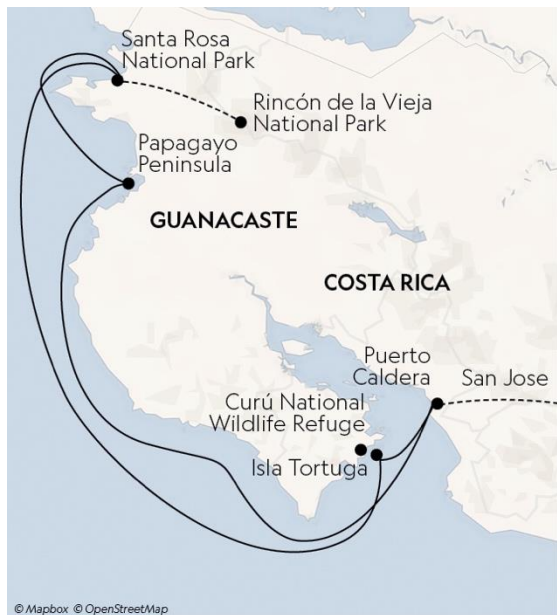 Santa Rosa
National Park
Rincón de la Vieja
National Park
Papagayo
Peninsula
GUANACASTE
COSTA RICA
Puerto
Caldera
San Jose
Curú National
Wildlife Refuge
Isla Tortuga
© Mapbox © OpenStreetMap